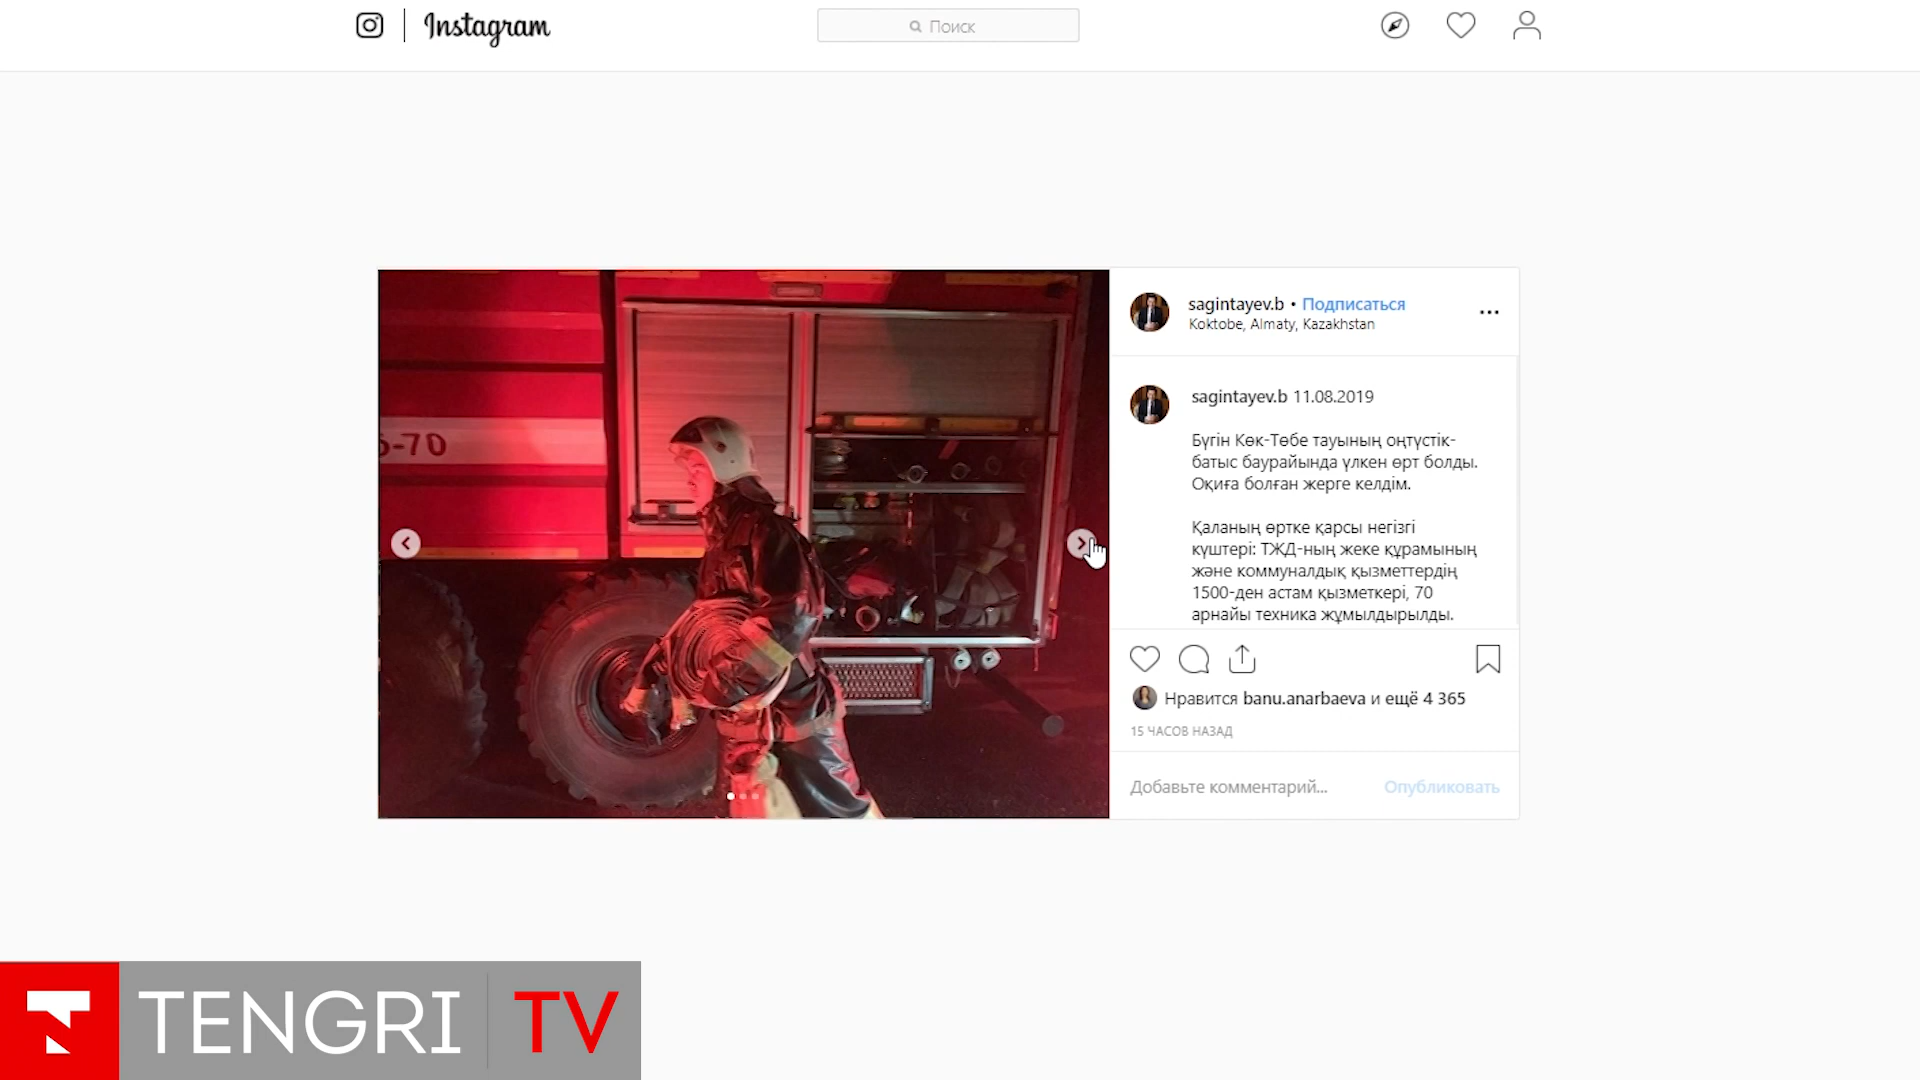 Instagram
Поиск
6-70
sagintayev.b • Подписаться
Koktobe, Almaty, Kazakhstan
sagintayev.b 11.08.2019
Бүгін Көк-Төбе тауының оңтүстік-
батыс баурайында үлкен өрт болды.
Оқиға болған жерге келдім.
Қаланың өртке қарсы негізгі
күштері: ТЖД-ның жеке құрамының
және коммуналдық қызметтердің
1500-ден астам қызметкері, 70
арнайы техника жұмылдырылды.
Нравится banu.anarbaeva и ещё 4 365
15 ЧАСОВ НАЗАД
Добавьте комментарий...
Опубликовать
TENGRI TV